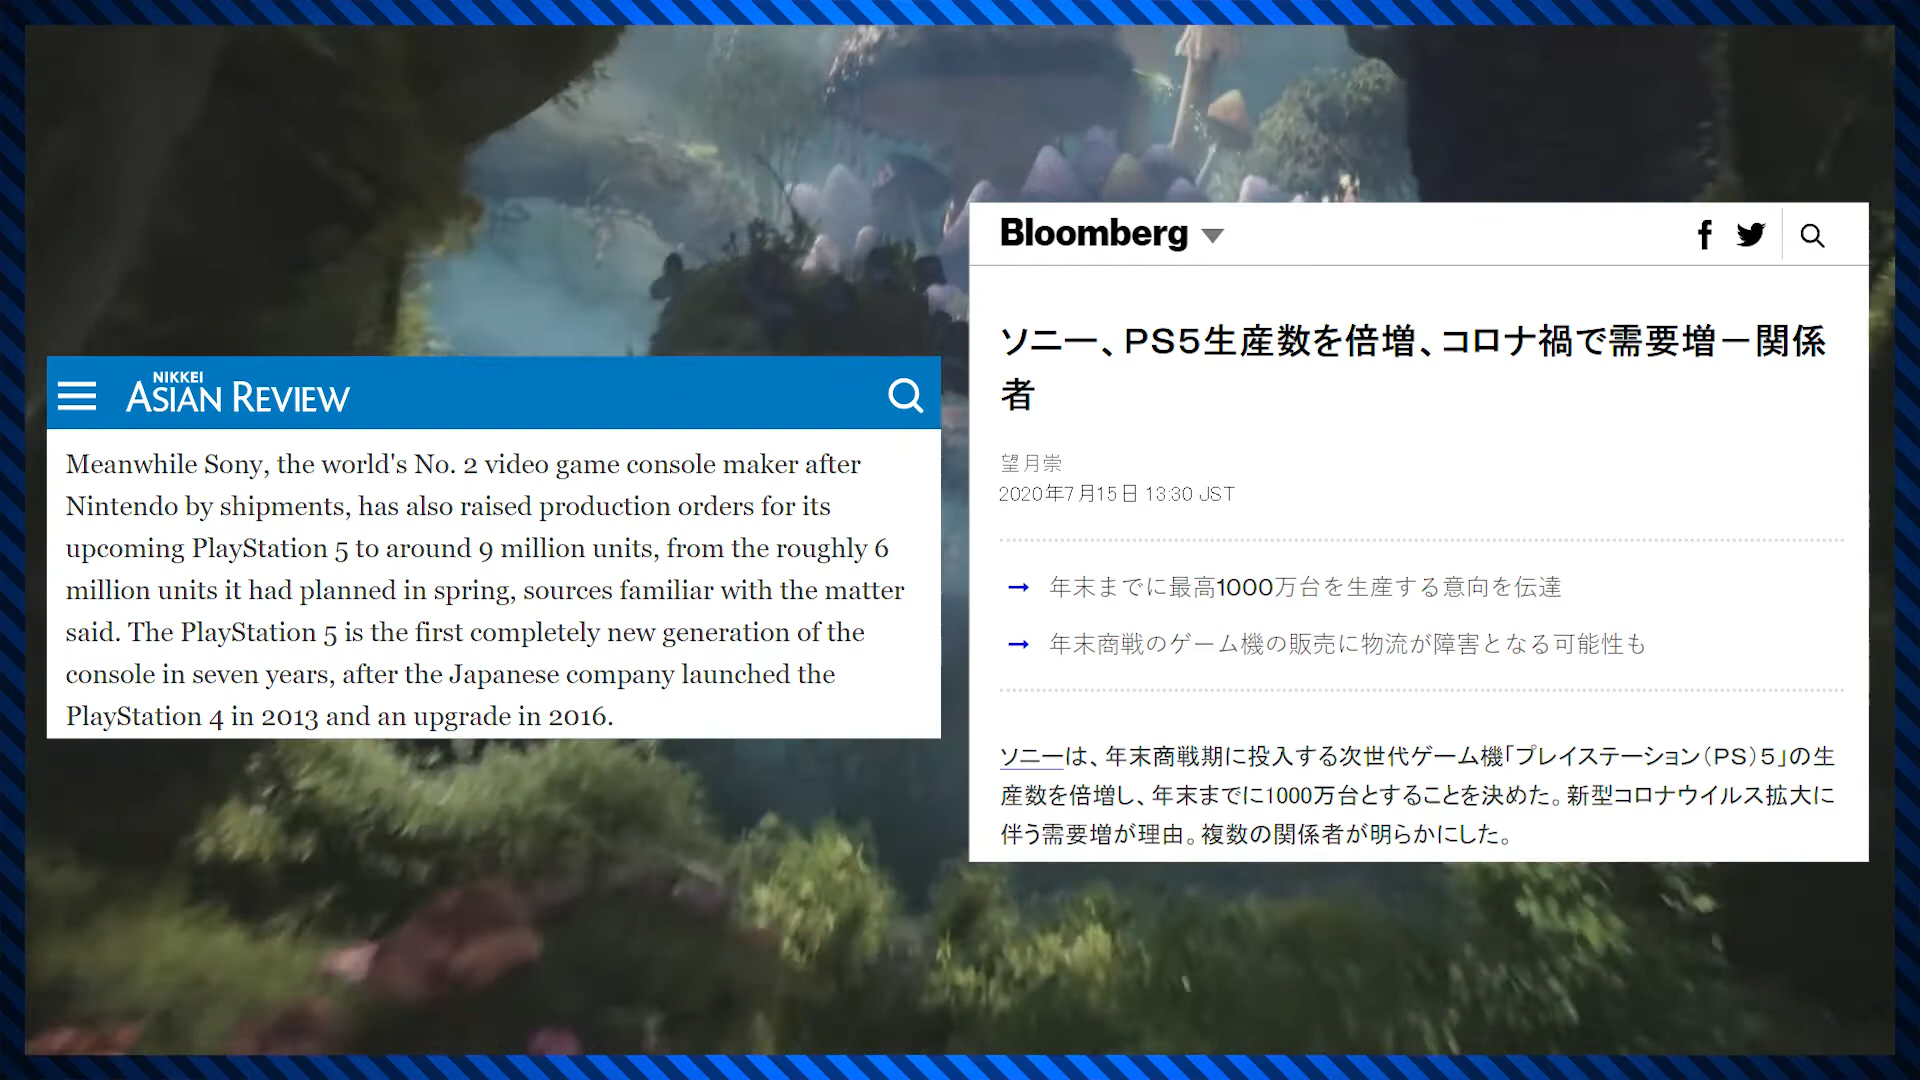 NIKKEI
ASIAN REVIEW
Meanwhile Sony, the world's No. 2 video game console maker after
Nintendo by shipments, has also raised production orders for its
upcoming PlayStation 5 to around 9 million units, from the roughly 6
million units it had planned in spring, sources familiar with the matter
said. The PlayStation 5 is the first completely new generation of the
console in seven years, after the Japanese company launched the
PlayStation 4 in 2013 and an upgrade in 2016.
Bloomberg
ソニー、PS5生産数を倍増、コロナ禍で需要増－関係
者
望月崇
2020年7月15日 13:30 JST
→ 年末までに最高1000万台を生産する意向を伝達
→ 年末商戦のゲーム機の販売に物流が障害となる可能性も
ソニーは、年末商戦期に投入する次世代ゲーム機「プレイステーション（PS）5」の生
産数を倍増し、年末までに1000万台とすることを決めた。新型コロナウイルス拡大に
伴う需要増が理由。複数の関係者が明らかにした。